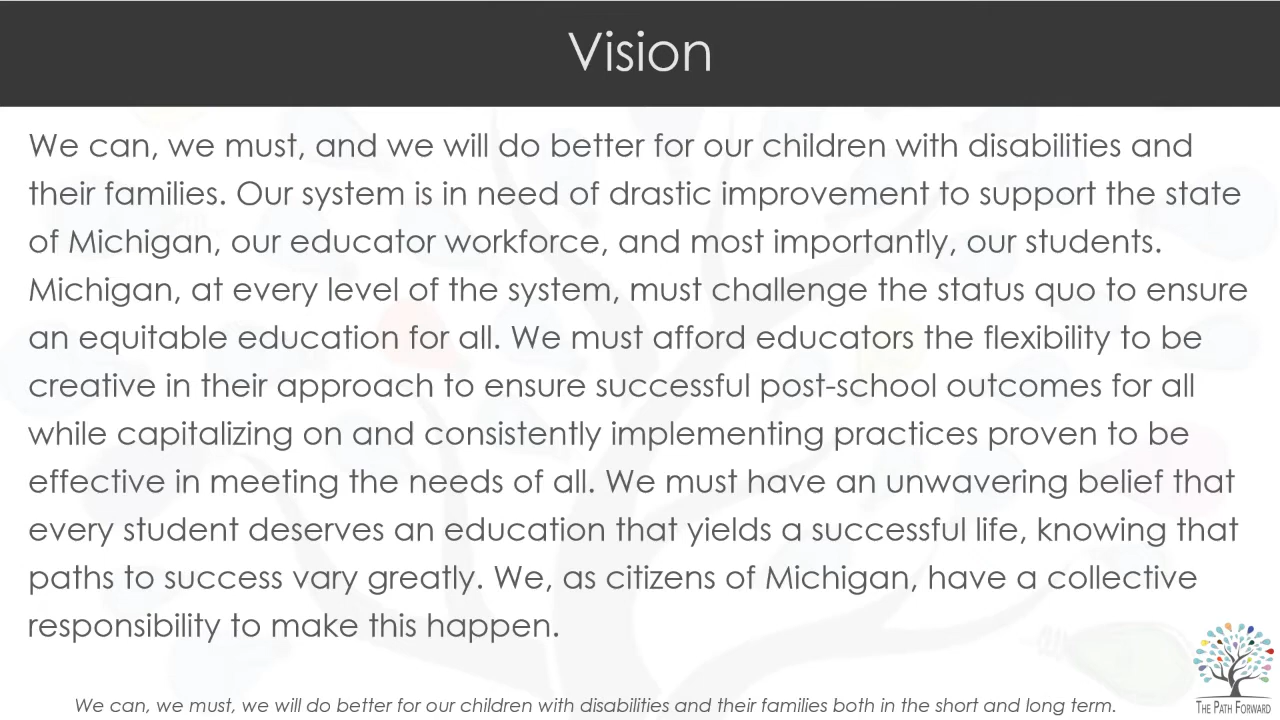 Vision
We can, we must, and we will do better for our children with disabilities and
their families. Our system is in need of drastic improvement to support the state
of Michigan, our educator workforce, and most importantly, our students.
Michigan, at every level of the system, must challenge the status quo to ensure
an equitable education for all. We must afford educators the flexibility to be
creative in their approach to ensure successful post-school outcomes for all
while capitalizing on and consistently implementing practices proven to be
effective in meeting the needs of all. We must have an unwavering belief that
every student deserves an education that yields a successful life, knowing that
paths to success vary greatly. We, as citizens of Michigan, have a collective
responsibility to make this happen.
We can, we must, we will do better for our children with disabilities and their families both in the short and long term.
THE PATH FORWARD